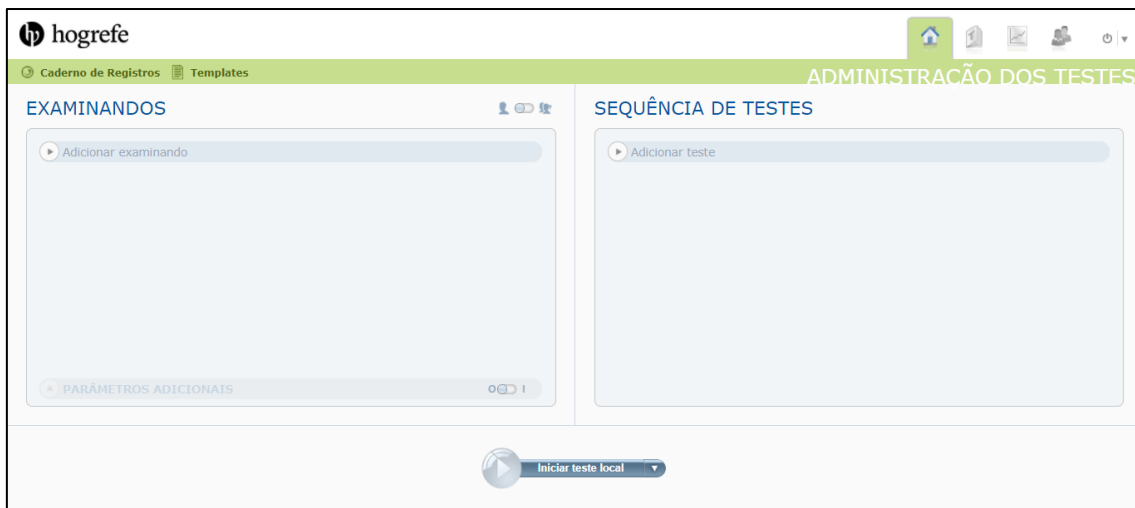 hogrefe
Caderno de Registros Templates
ADMINISTRAÇÃO DOS TESTES
EXAMINANDOS
Adicionar examinando
PARÂMETROS ADICIONAIS
O I
SEQUÊNCIA DE TESTES
Adicionar teste
Iniciar teste local